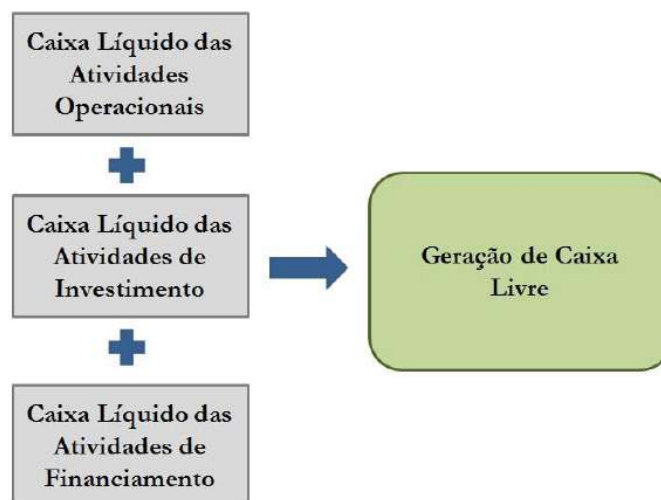 Caixa Líquido das
Atividades
Operacionais
Caixa Líquido das
Atividades de
Investimento
Geração de Caixa
Livre
Caixa Líquido das
Atividades de
Financiamento